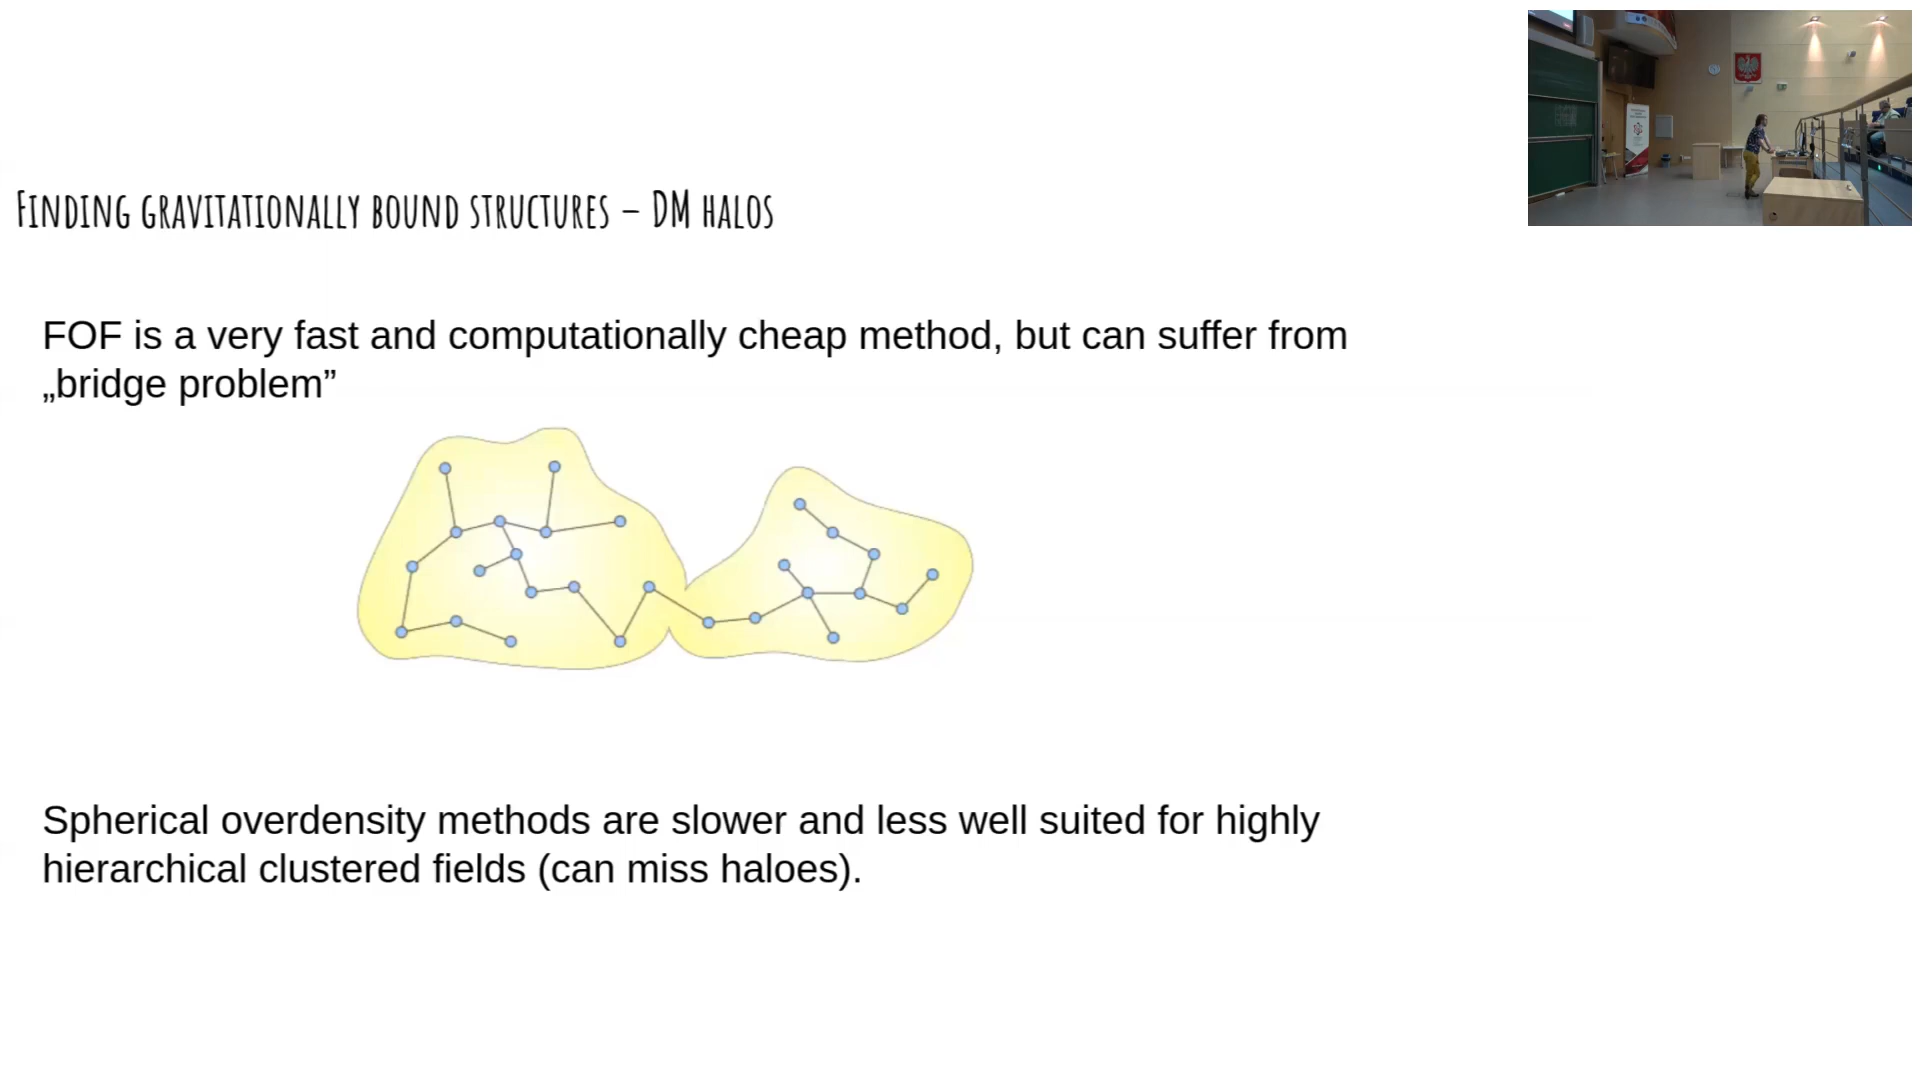 FINDING GRAVITATIONALLY BOUND STRUCTURES – DM HALOS
FOF is a very fast and computationally cheap method, but can suffer from
„bridge problem”
Spherical overdensity methods are slower and less well suited for highly
hierarchical clustered fields (can miss haloes).